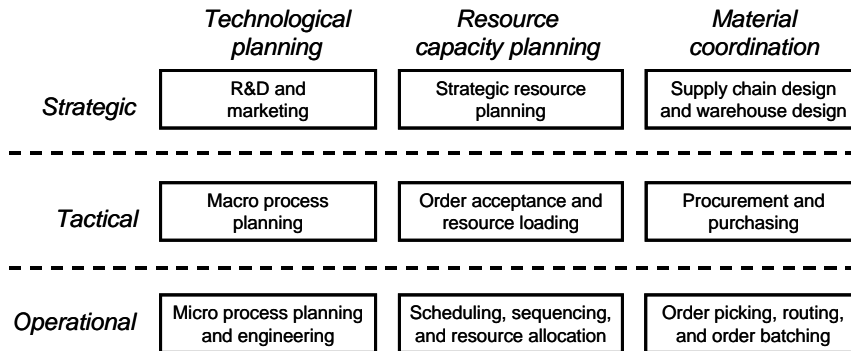 Technological
planning
Resource
capacity planning
Material
coordination
Strategic
R&D and
marketing
Strategic resource
planning
Supply chain design
and warehouse design
Tactical
Macro process
planning
Order acceptance and
resource loading
Procurement and
purchasing
Operational
Micro process planning
and engineering
Scheduling, sequencing,
and resource allocation
Order picking, routing,
and order batching